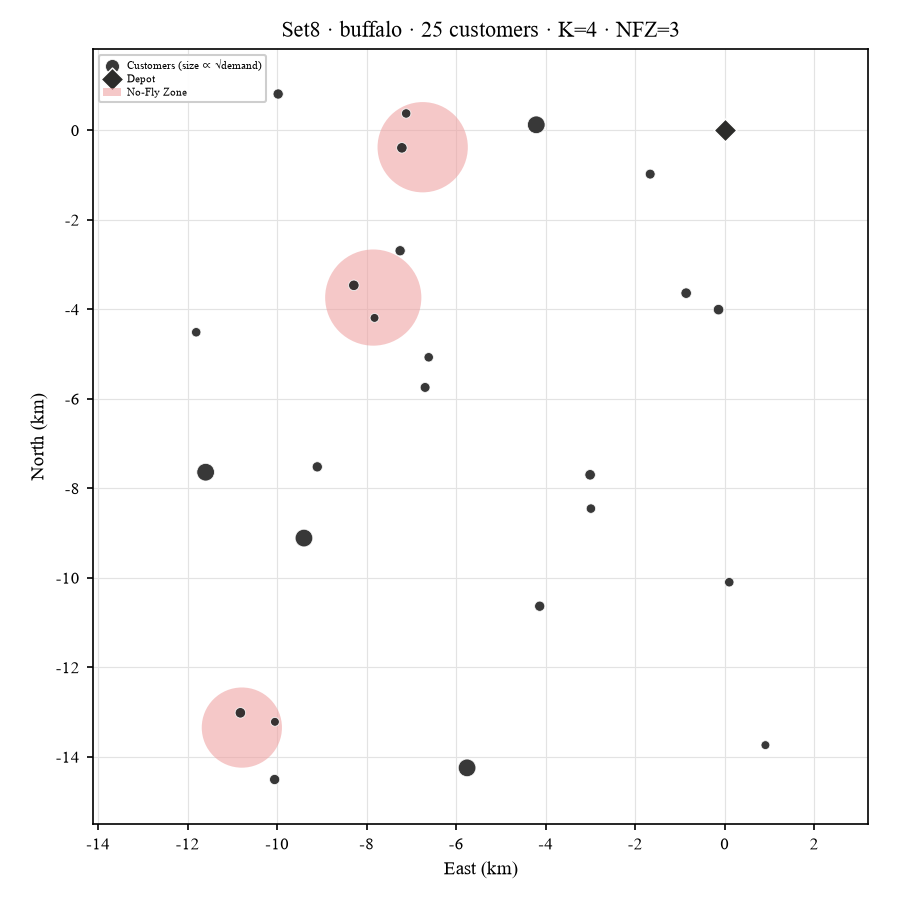 Set8 · buffalo · 25 customers · K=4 · NFZ=3
Customers (size ∝ √demand)
Depot
No-Fly Zone
0
-2
-4
-6
-8
-10
-12
-14
North (km)
-14 -12 -10 -8 -6 -4 -2 0 2
East (km)